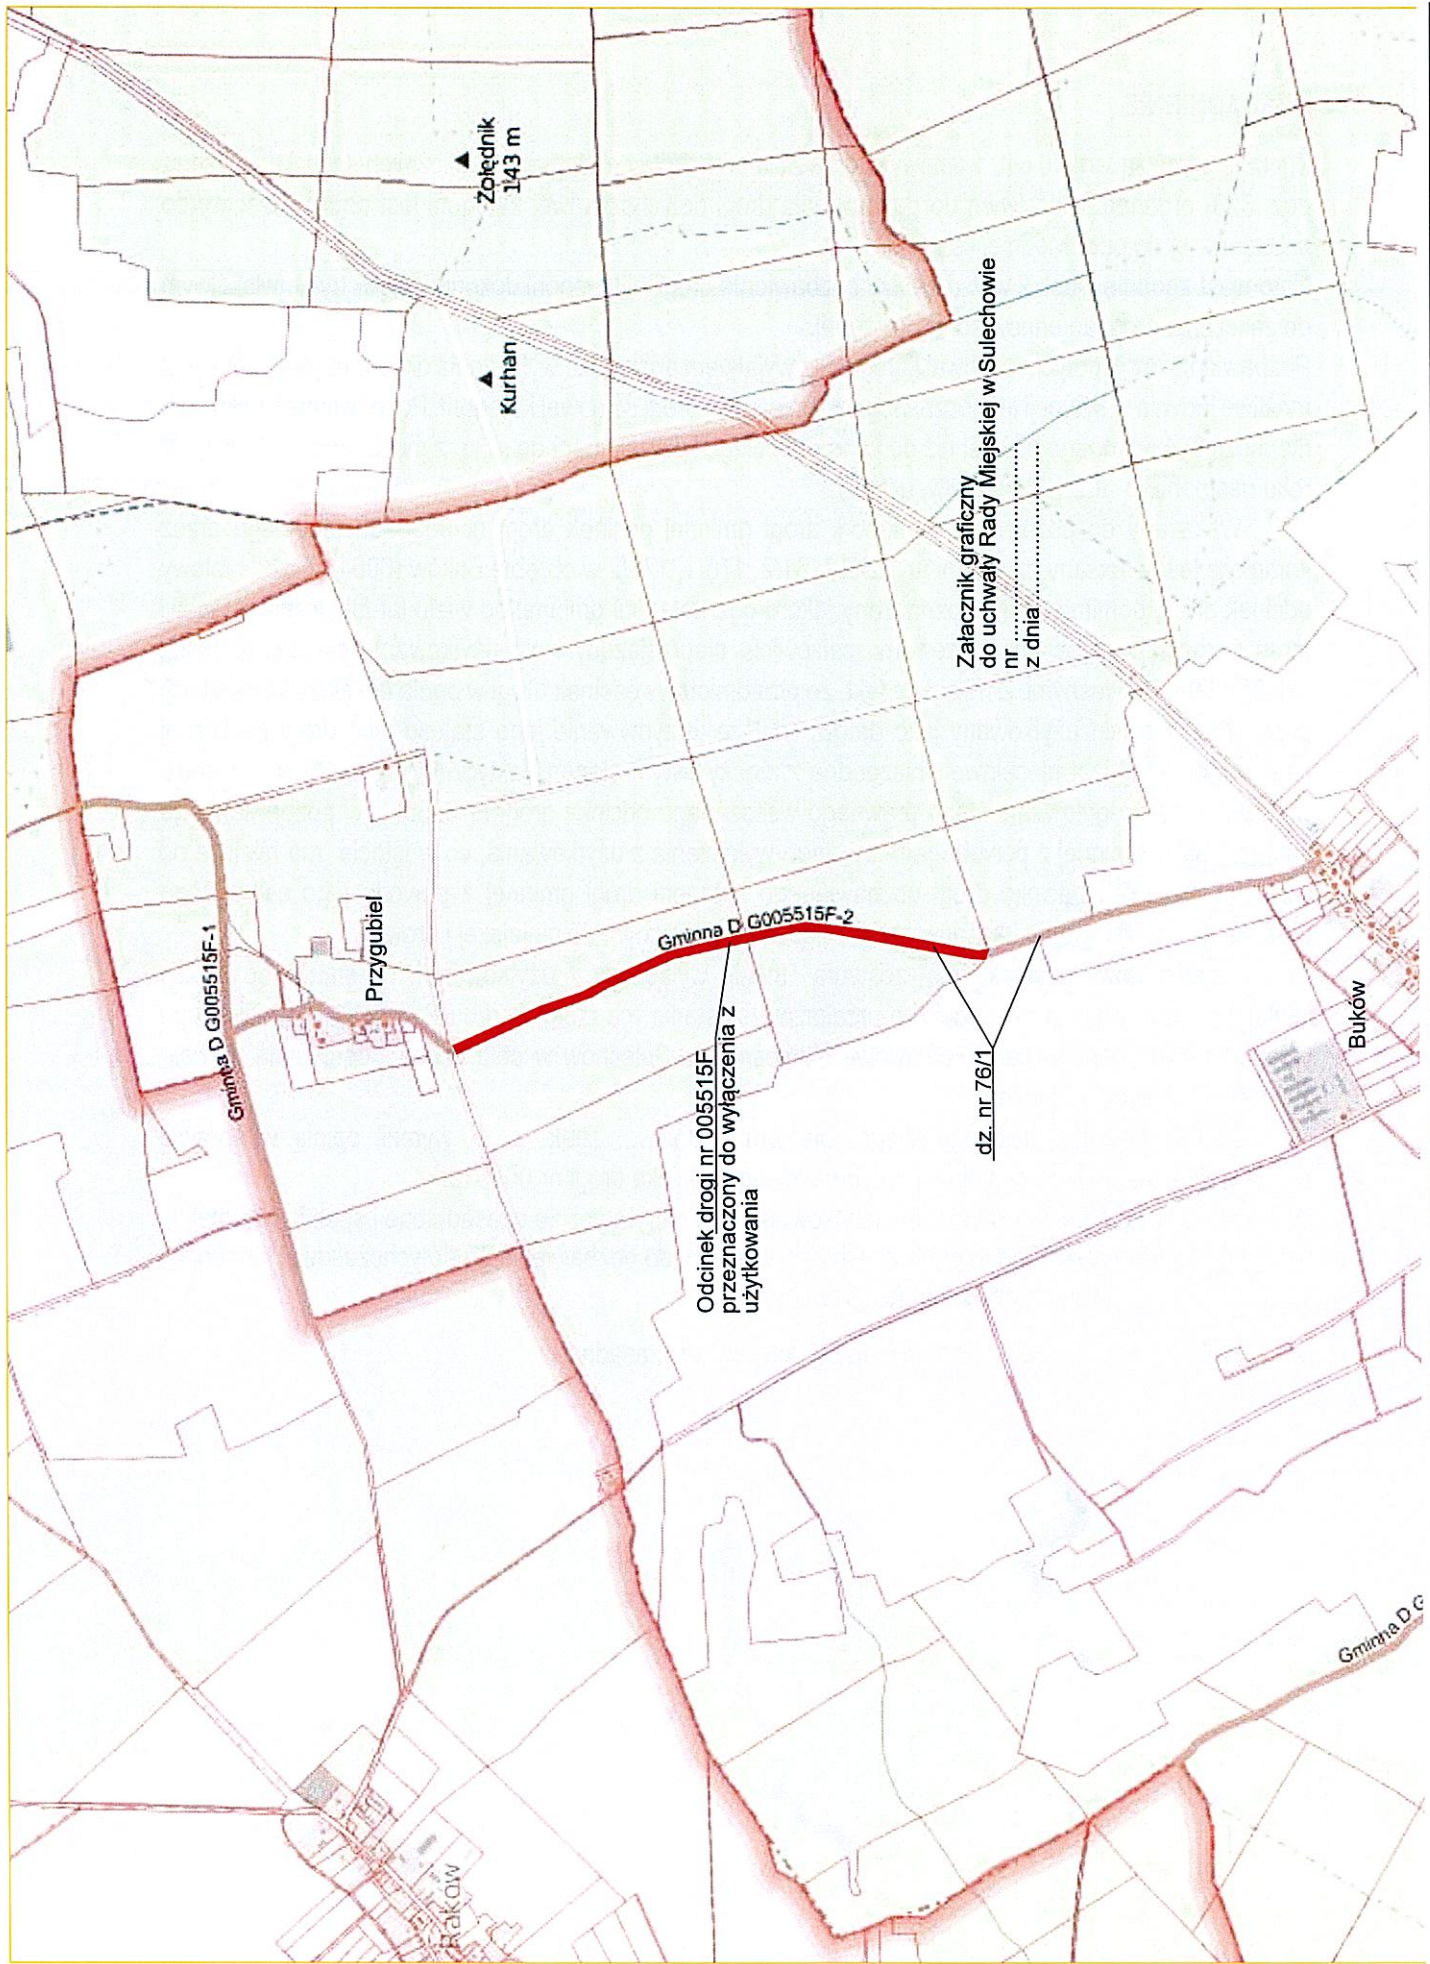 Żołędnik
143 m
Kurhan
Załacznik graficzny
do uchwały Rady Miejskiej w Sulechowie
nr ........................
z dnia........................
Gminna D G005515F-1
Gminna D G005515F-2
Przygubiel
Odcinek drogi nr 005515F
przeznaczony do wyłączenia z
użytkowania
dz. nr 76/1
Buków
Gminna D G